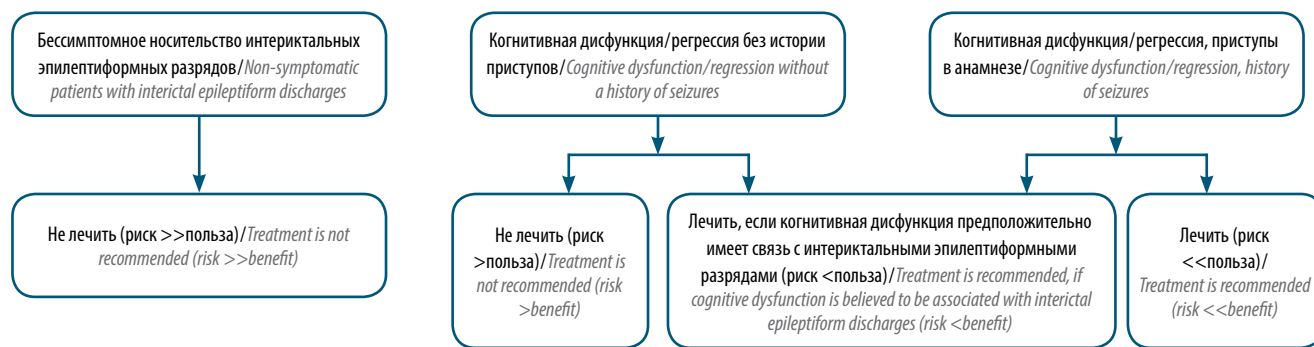 Бессимптомное носительство интериктальных
эпилептиформных разрядов/Non-symptomatic
patients with interictal epileptiform discharges
Когнитивная дисфункция/регрессия без истории
приступов/Cognitive dysfunction/regression without
a history of seizures
Когнитивная дисфункция/регрессия, приступы
в анамнезе/Cognitive dysfunction/regression, history
of seizures
Не лечить (риск >>польза)/Treatment is not
recommended (risk >>benefit)
Не лечить (риск
>польза)/Treatment is
not recommended (risk
>benefit)
Лечить, если когнитивная дисфункция предположительно
имеет связь с интериктальными эпилептиформными
разрядами (риск <польза)/Treatment is recommended, if
cognitive dysfunction is believed to be associated with interictal
epileptiform discharges (risk <benefit)
Лечить (риск
<<польза)/
Treatment is recommended
(risk <<benefit)